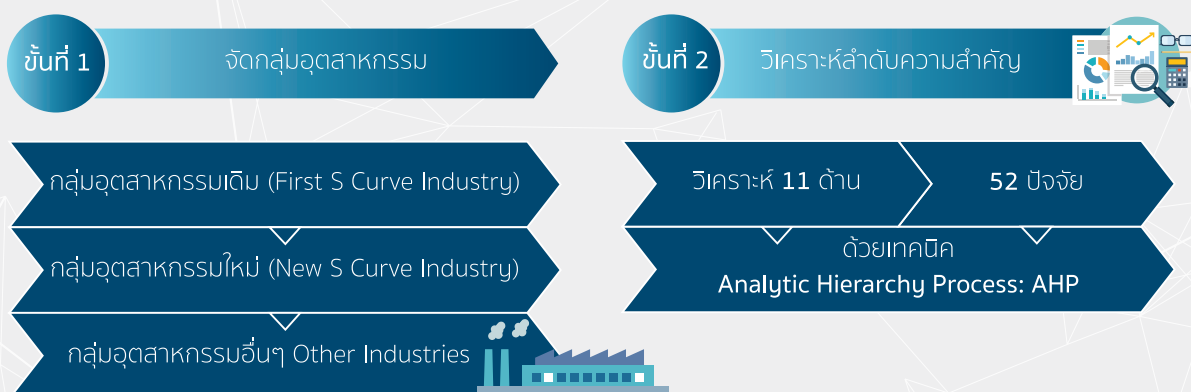 ขั้นที่ 1
จัดกลุ่มอุตสาหกรรม
กลุ่มอุตสาหกรรมเดิม (First S Curve Industry)
กลุ่มอุตสาหกรรมใหม่ (New S Curve Industry)
กลุ่มอุตสาหกรรมอื่นๆ Other Industries
ขั้นที่ 2
วิเคราะห์ลำดับความสำคัญ
วิเคราะห์ 11 ด้าน
52 ปัจจัย
ด้วยเทคนิค
Analytic Hierarchy Process: AHP